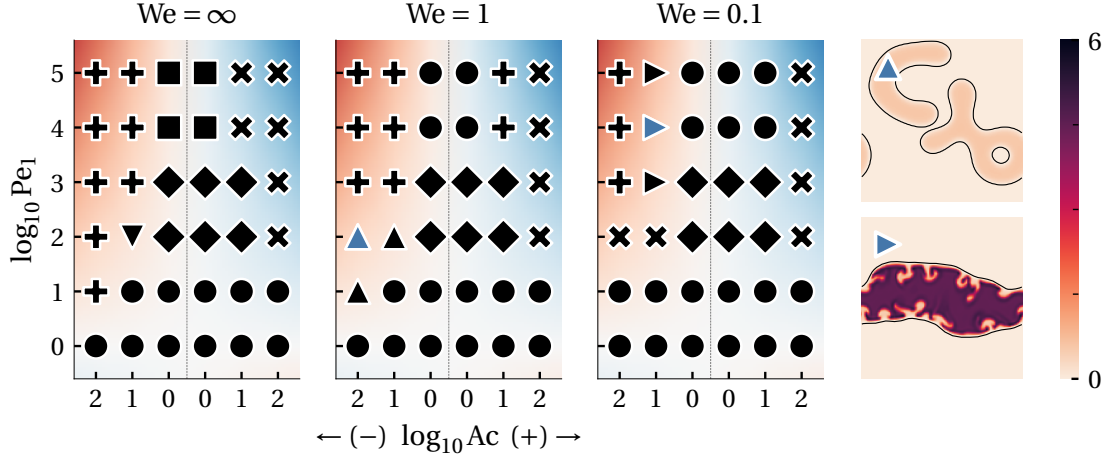 We = ∞
We = 1
We = 0.1
log₁₀ Pe₁
5
4
3
2
1
0
2 1 0 0 1 2
2 1 0 0 1 2
2 1 0 0 1 2
← (−) log₁₀ Ac (+) →
6
0